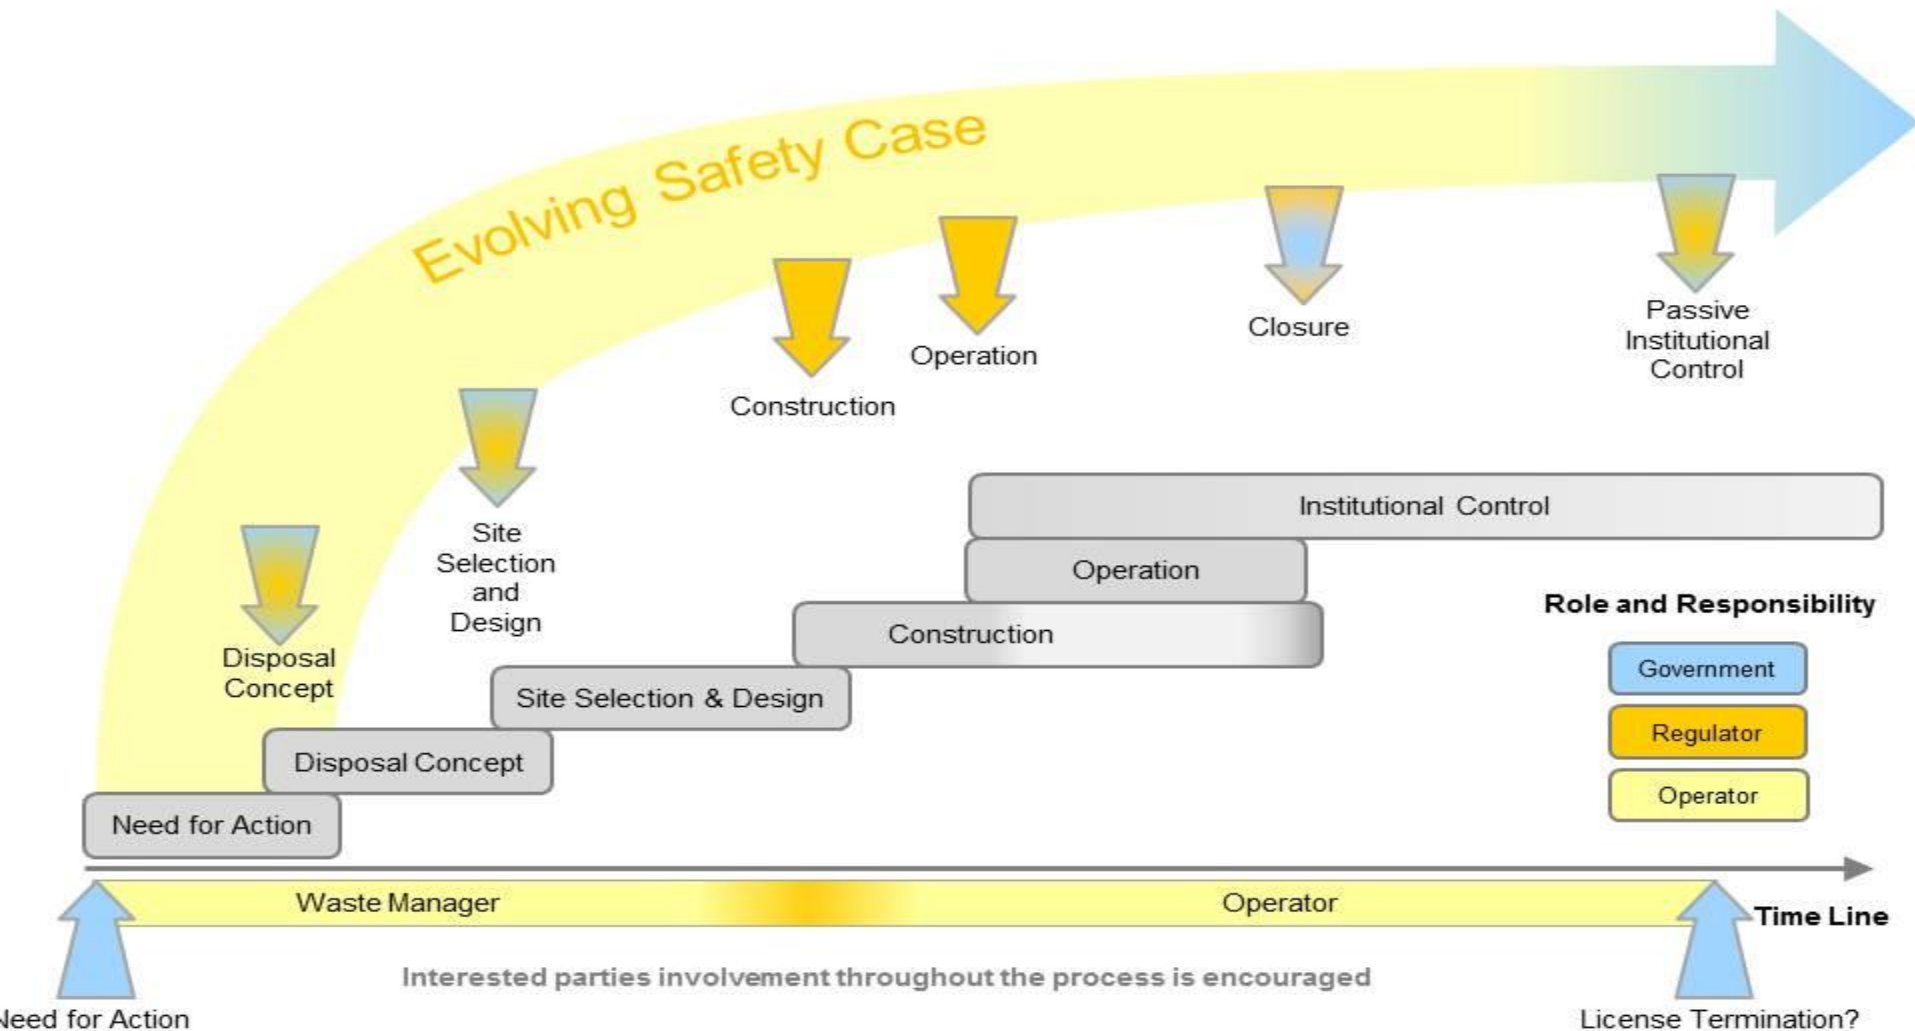 Evolving Safety Case
Passive
Institutional
Control
Closure
Operation
Construction
Site
Selection
and
Design
Disposal
Concept
Institutional Control
Operation
Construction
Site Selection & Design
Disposal Concept
Need for Action
Role and Responsibility
Government
Regulator
Operator
Waste Manager
Operator
Time Line
Interested parties involvement throughout the process is encouraged
Need for Action
License Termination?